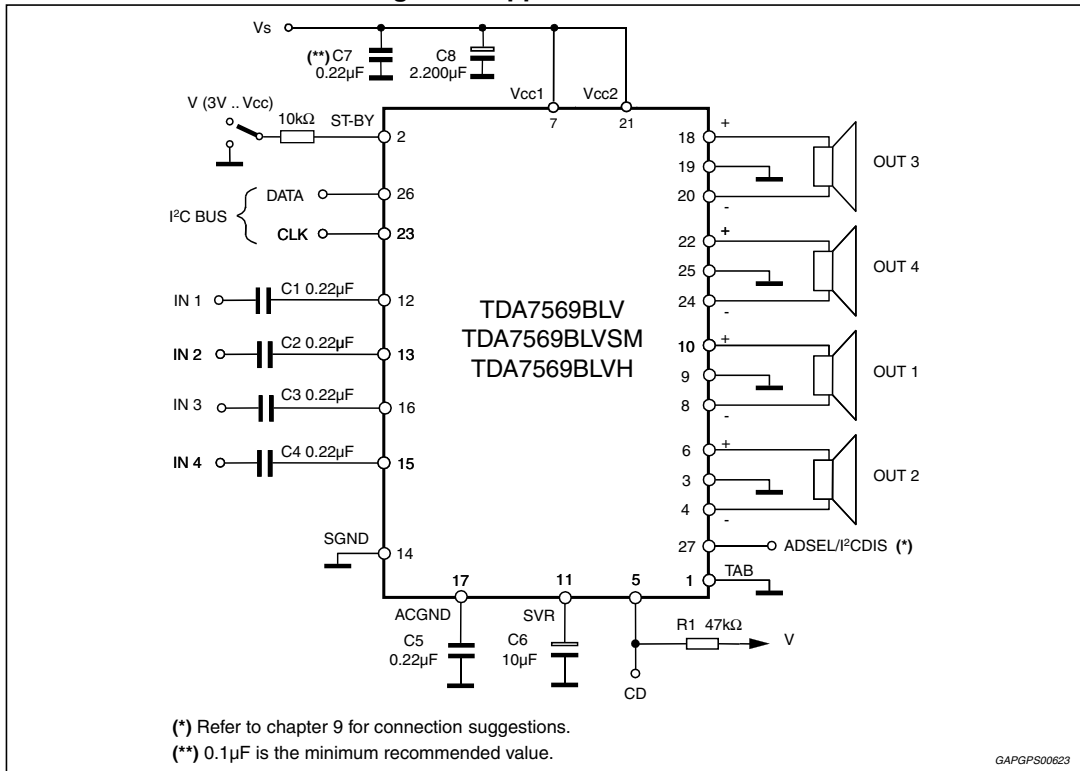 Vs
(**) C7
0.22µF
C8
2.200µF
V (3V .. Vcc)
10kΩ
ST-BY
2
Vcc1
7
Vcc2
21
I²C BUS
DATA
26
CLK
23
IN 1
C1 0.22µF
12
IN 2
C2 0.22µF
13
IN 3
C3 0.22µF
16
IN 4
C4 0.22µF
15
SGND
14
TDA7569BLV
TDA7569BLVSM
TDA7569BLVH
18
+
19
20
-
OUT 3
22
+
25
24
-
OUT 4
10
+
9
8
-
OUT 1
6
+
3
4
-
OUT 2
27
ADSEL/I²CDIS (*)
1
TAB
17
ACGND
C5
0.22µF
11
SVR
C6
10µF
5
R1 47kΩ
V
CD
(*) Refer to chapter 9 for connection suggestions.
(**) 0.1µF is the minimum recommended value.
GAPGPS00623